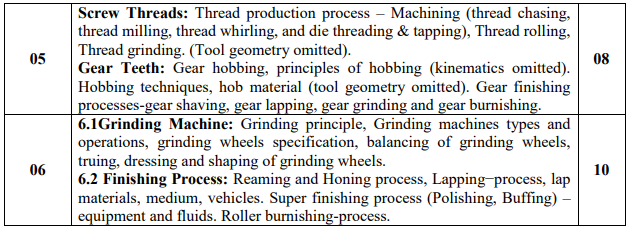 Screw Threads: Thread production process – Machining (thread chasing,
thread milling, thread whirling, and die threading & tapping), Thread rolling,
Thread grinding. (Tool geometry omitted).
05
08
Gear Teeth: Gear hobbing, principles of hobbing (kinematics omitted).
Hobbing techniques, hob material (tool geometry omitted). Gear finishing
processes-gear shaving, gear lapping, gear grinding and gear burnishing.
6.1Grinding Machine: Grinding principle, Grinding machines types and
operations, grinding wheels specification, balancing of grinding wheels,
truing, dressing and shaping of grinding wheels.
06
10
6.2 Finishing Process: Reaming and Honing process, Lapping–process, lap
materials, medium, vehicles. Super finishing process (Polishing, Buffing) –
equipment and fluids. Roller burnishing-process.